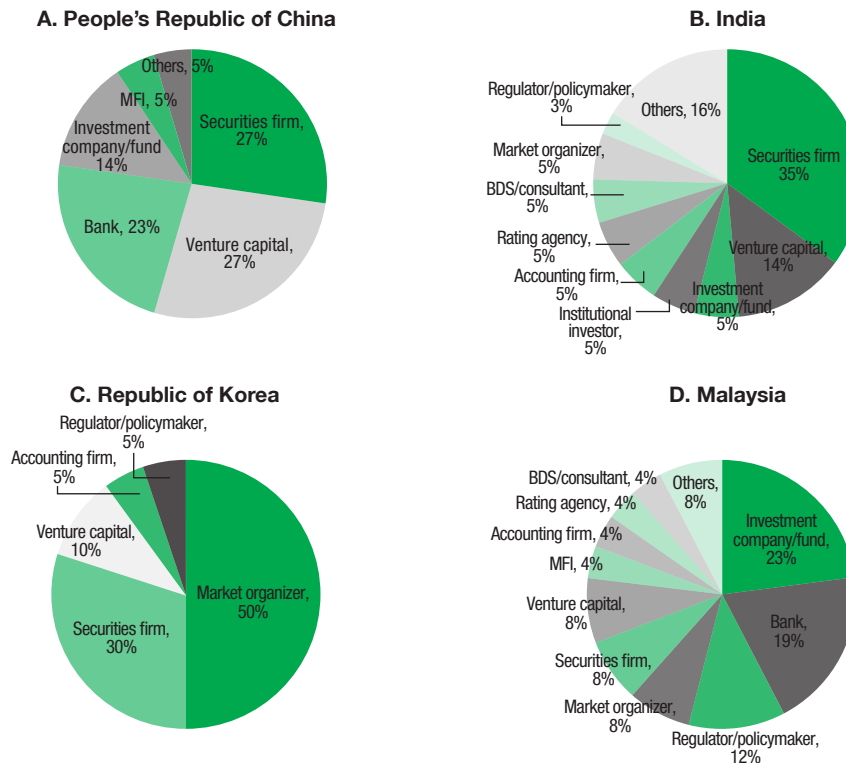 A. People's Republic of China
Others, 5%
MFI, 5%
Investment
company/fund
14%
Securities firm,
27%
Bank, 23%
Venture capital,
27%
B. India
Regulator/policymaker,
3%
Others, 16%
Market organizer,
5%
BDS/consultant,
5%
Rating agency,
5%
Accounting firm,
5%
Institutional
investor,
5%
Investment
company/fund,
5%
Venture capital,
14%
Securities firm
35%
C. Republic of Korea
Regulator/policymaker,
5%
Accounting firm,
5%
Venture capital,
10%
Securities firm,
30%
Market organizer,
50%
D. Malaysia
BDS/consultant, 4%
Others,
8%
Rating agency, 4%
Accounting firm, 4%
MFI, 4%
Venture capital,
8%
Securities firm,
8%
Market organizer,
8%
Regulator/policymaker,
12%
Bank,
19%
Investment
company/fund,
23%